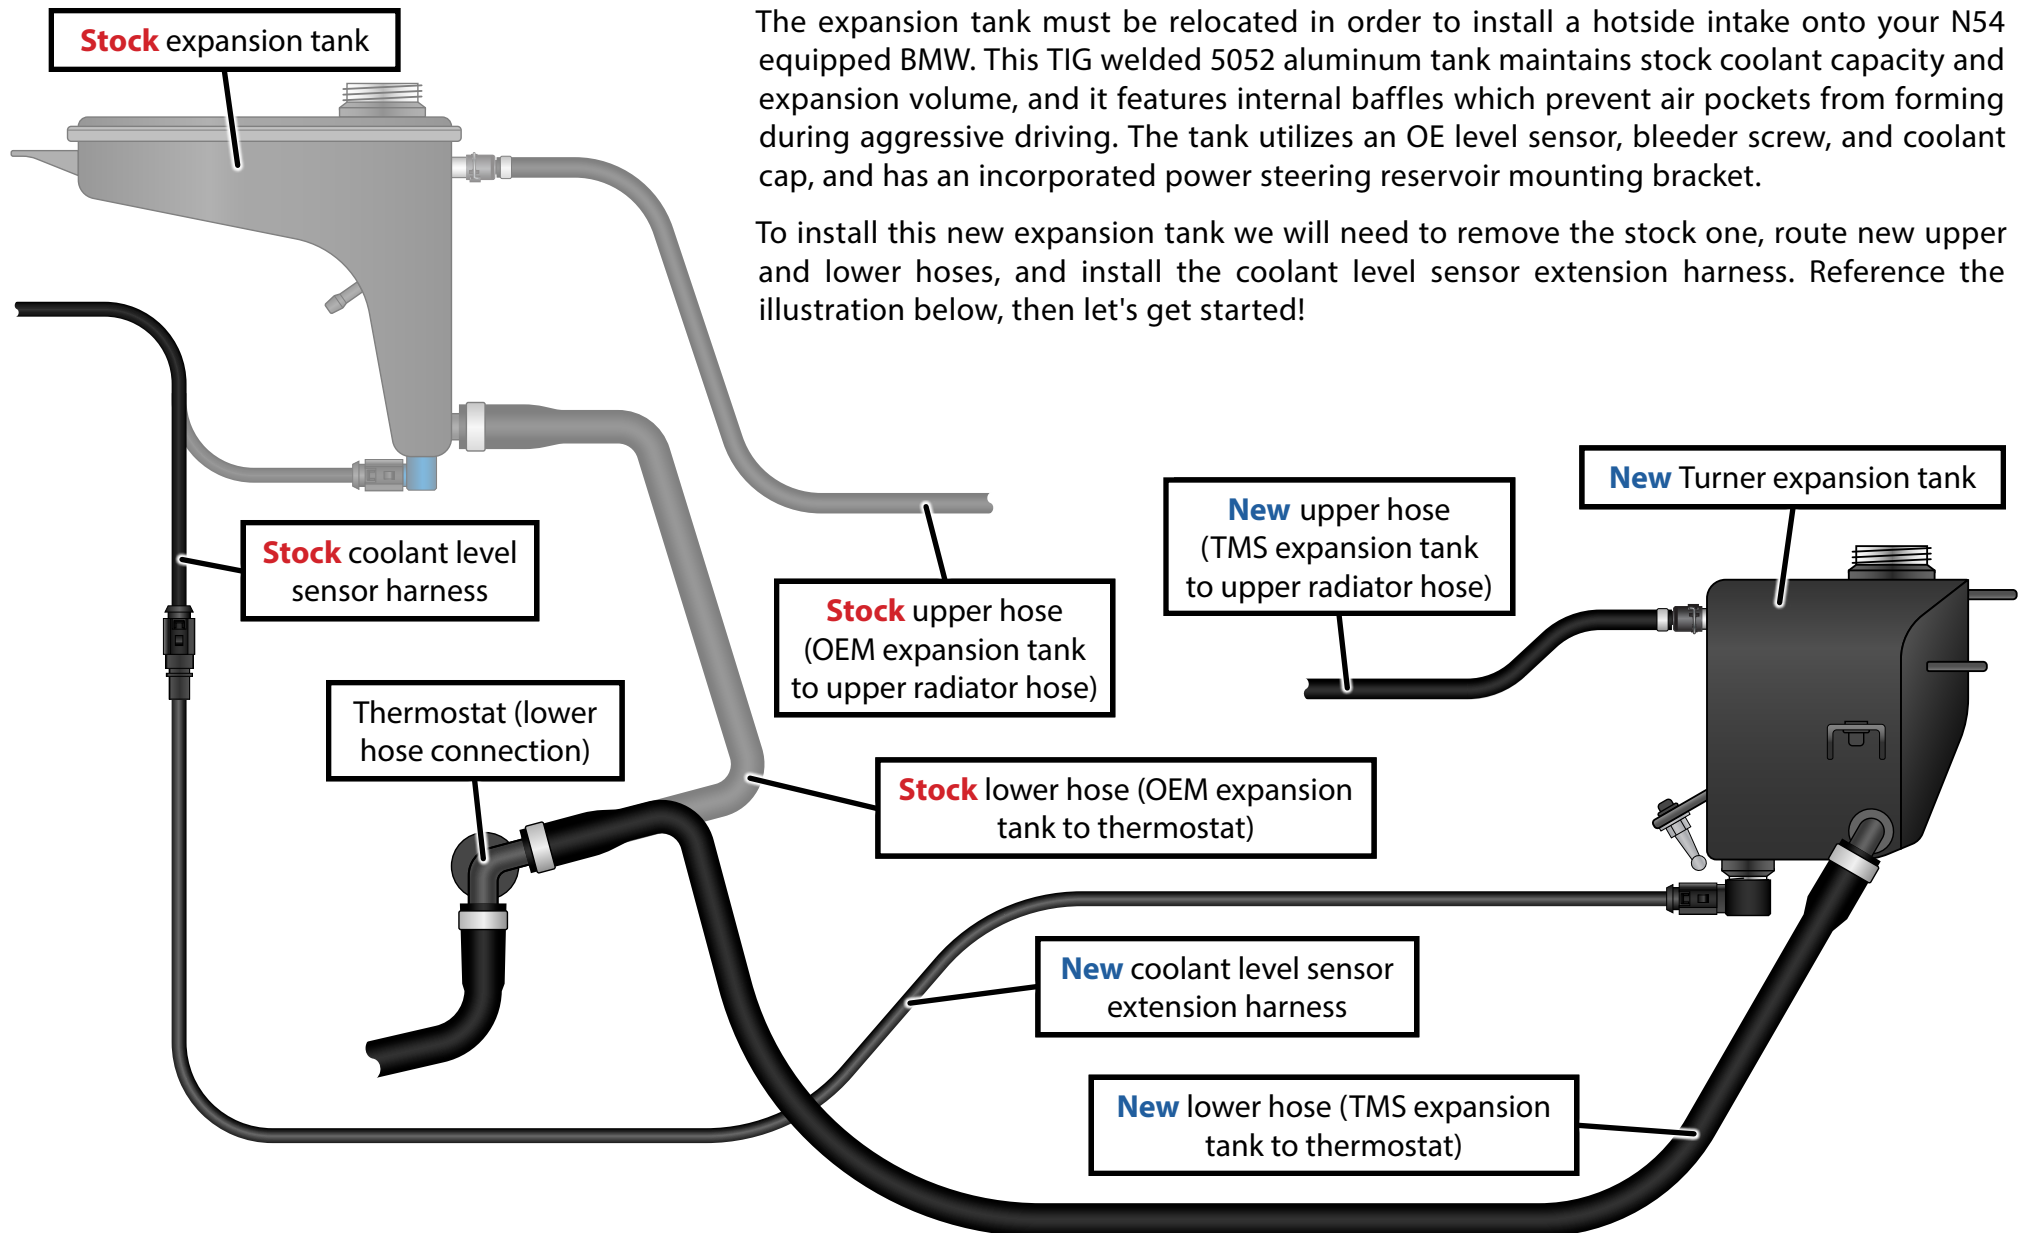 Stock expansion tank
The expansion tank must be relocated in order to install a hotside intake onto your N54
equipped BMW. This TIG welded 5052 aluminum tank maintains stock coolant capacity and
expansion volume, and it features internal baffles which prevent air pockets from forming
during aggressive driving. The tank utilizes an OE level sensor, bleeder screw, and coolant
cap, and has an incorporated power steering reservoir mounting bracket.
To install this new expansion tank we will need to remove the stock one, route new upper
and lower hoses, and install the coolant level sensor extension harness. Reference the
illustration below, then let's get started!
New Turner expansion tank
New upper hose
(TMS expansion tank
to upper radiator hose)
Stock coolant level
sensor harness
Stock upper hose
(OEM expansion tank
to upper radiator hose)
Thermostat (lower
hose connection)
Stock lower hose (OEM expansion
tank to thermostat)
New coolant level sensor
extension harness
New lower hose (TMS expansion
tank to thermostat)